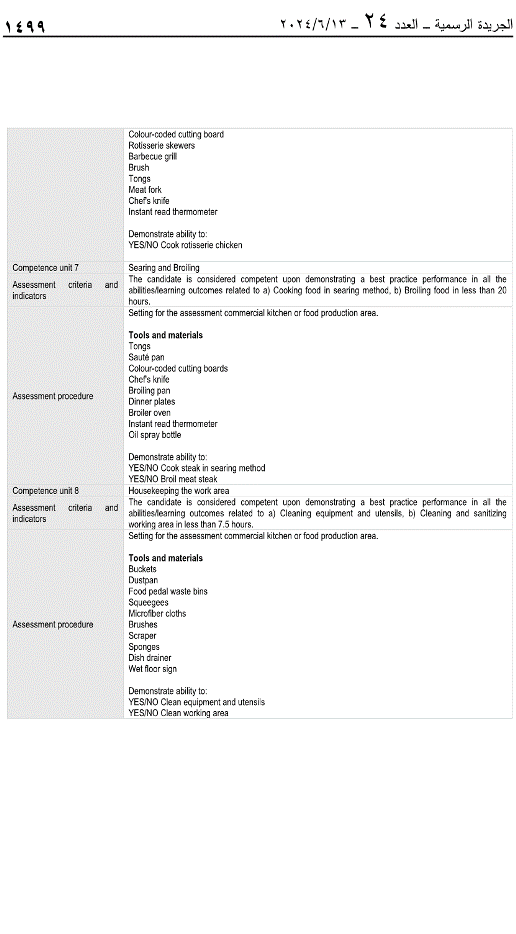 الجريدة الرسمية ــ العدد ٢٤ ــ ٢٠٢٤/٦/١٣
١٤٩٩
Colour-coded cutting board
Rotisserie skewers
Barbecue grill
Brush
Tongs
Meat fork
Chef's knife
Instant read thermometer
Demonstrate ability to:
YES/NO Cook rotisserie chicken
Competence unit 7
Searing and Broiling
Assessment criteria and
indicators
The candidate is considered competent upon demonstrating a best practice performance in all the
abilities/learning outcomes related to a) Cooking food in searing method, b) Broiling food in less than 20
hours.
Assessment procedure
Setting for the assessment commercial kitchen or food production area.
Tools and materials
Tongs
Sauté pan
Colour-coded cutting boards
Chef's knife
Broiling pan
Dinner plates
Broiler oven
Instant read thermometer
Oil spray bottle
Demonstrate ability to:
YES/NO Cook steak in searing method
YES/NO Broil meat steak
Competence unit 8
Housekeeping the work area
Assessment criteria and
indicators
The candidate is considered competent upon demonstrating a best practice performance in all the
abilities/learning outcomes related to a) Cleaning equipment and utensils, b) Cleaning and sanitizing
working area in less than 7.5 hours.
Assessment procedure
Setting for the assessment commercial kitchen or food production area.
Tools and materials
Buckets
Dustpan
Food pedal waste bins
Squeegees
Microfiber cloths
Brushes
Scraper
Sponges
Dish drainer
Wet floor sign
Demonstrate ability to:
YES/NO Clean equipment and utensils
YES/NO Clean working area